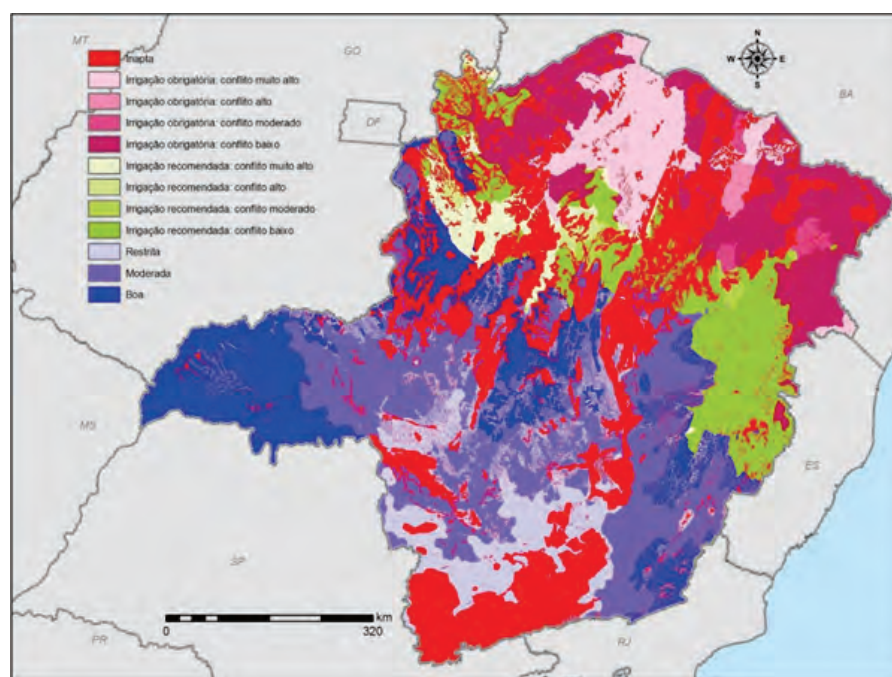 MT
GO
DF
BA
MS
ES
SP
PR
RJ
Inapta
Irrigação obrigatória: conflito muito alto
Irrigação obrigatória: conflito alto
Irrigação obrigatória: conflito moderado
Irrigação obrigatória: conflito baixo
Irrigação recomendada: conflito muito alto
Irrigação recomendada: conflito alto
Irrigação recomendada: conflito moderado
Irrigação recomendada: conflito baixo
Restrita
Moderada
Boa
N
W E
S
km
0 320